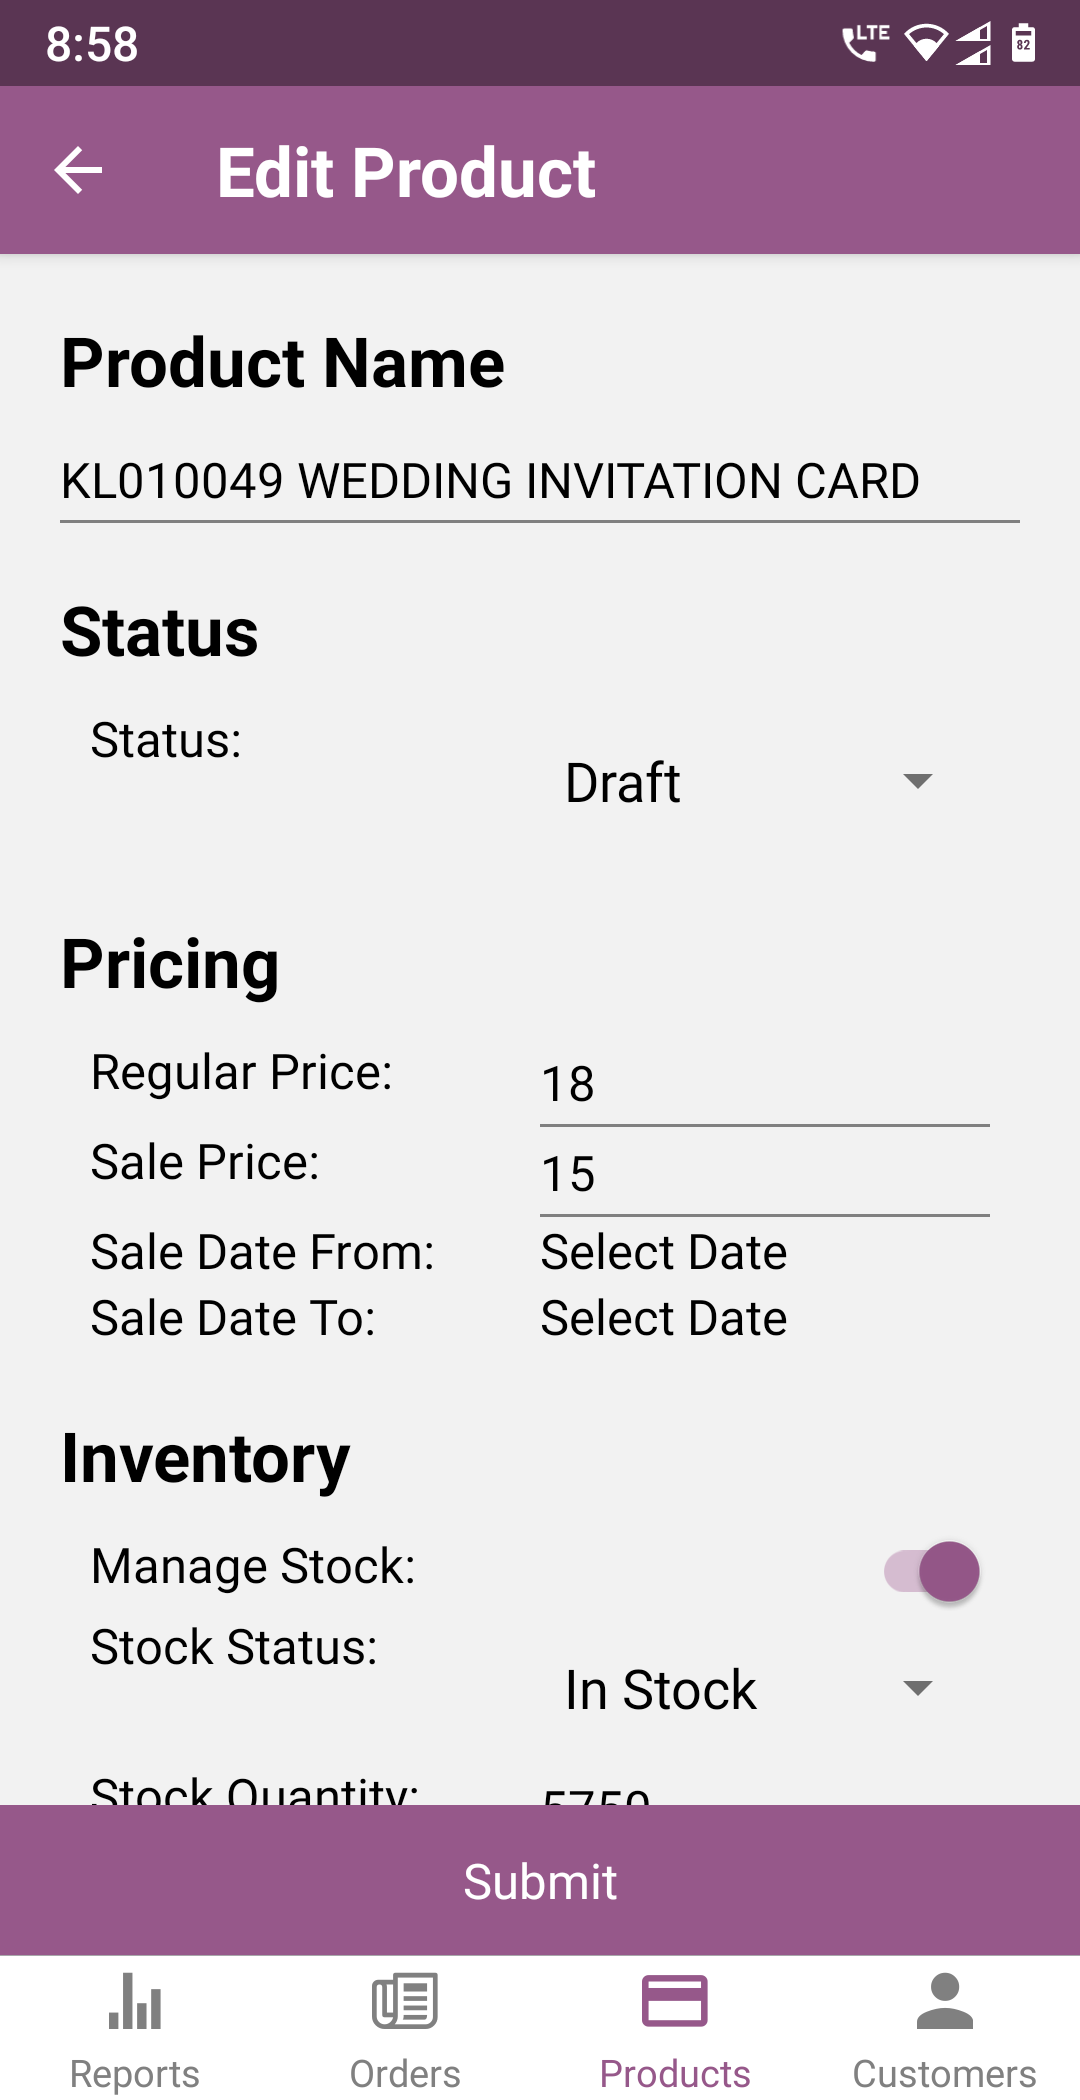 8:58
LTE
82
Edit Product
Product Name
KL010049 WEDDING INVITATION CARD
Status
Status:
Draft
Pricing
Regular Price: 18
Sale Price: 15
Sale Date From: Select Date
Sale Date To: Select Date
Inventory
Manage Stock:
Stock Status:
In Stock
Stock Quantity:
Submit
Reports Orders Products Customers